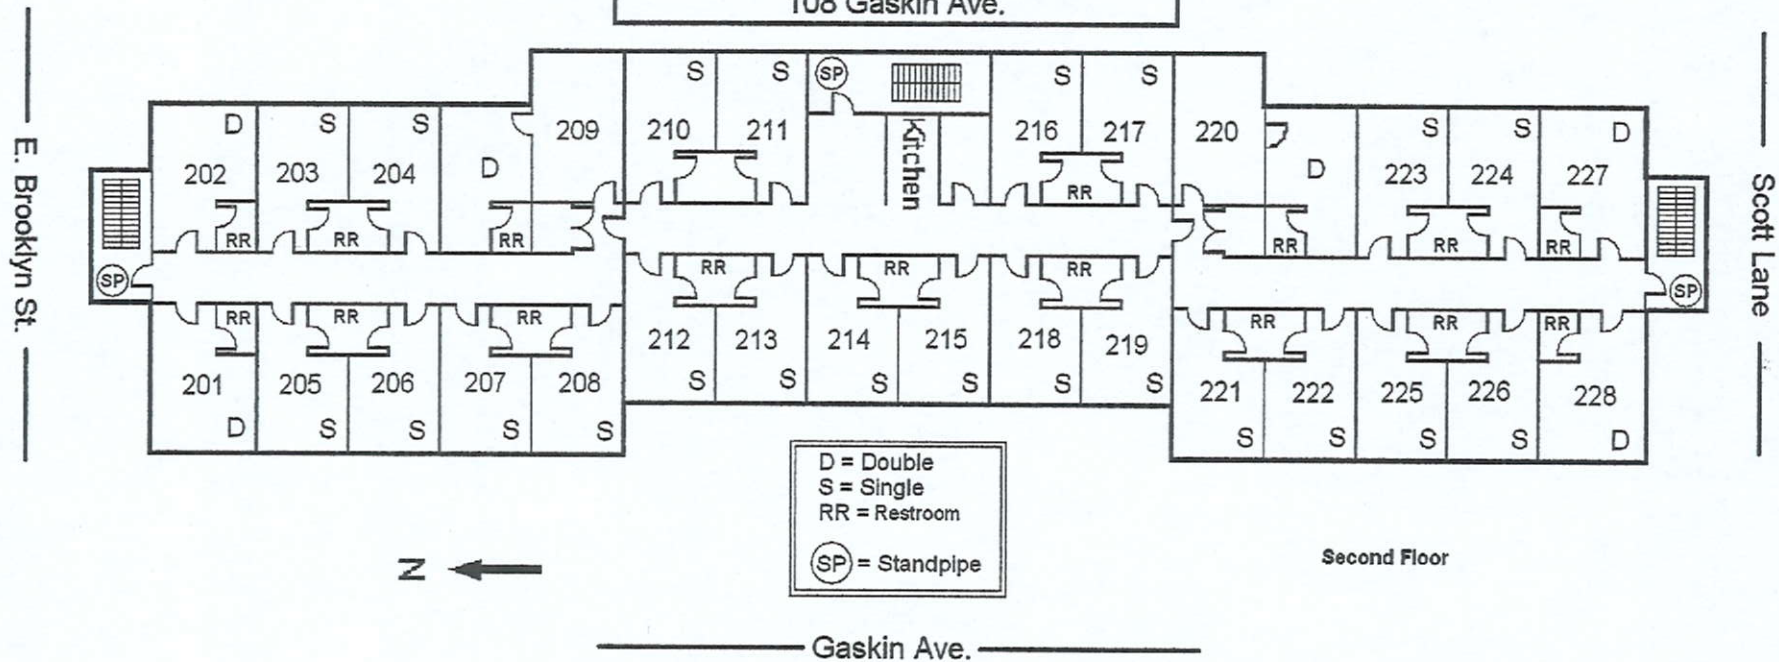 108 Gaskin Ave.
E. Brooklyn St.
Scott Lane
SP
S S S S
D S S D 209 210 211 Kitchen 216 217 220 D S S D
202 203 204 223 224 227
RR RR RR RR RR RR RR
SP RR RR RR SP
RR RR RR RR RR RR
201 205 206 207 208 212 213 214 215 218 219 221 222 225 226 228
S S S S S S
D S S S S S S S S D
D = Double
S = Single
RR = Restroom
SP = Standpipe
N
Second Floor
Gaskin Ave.